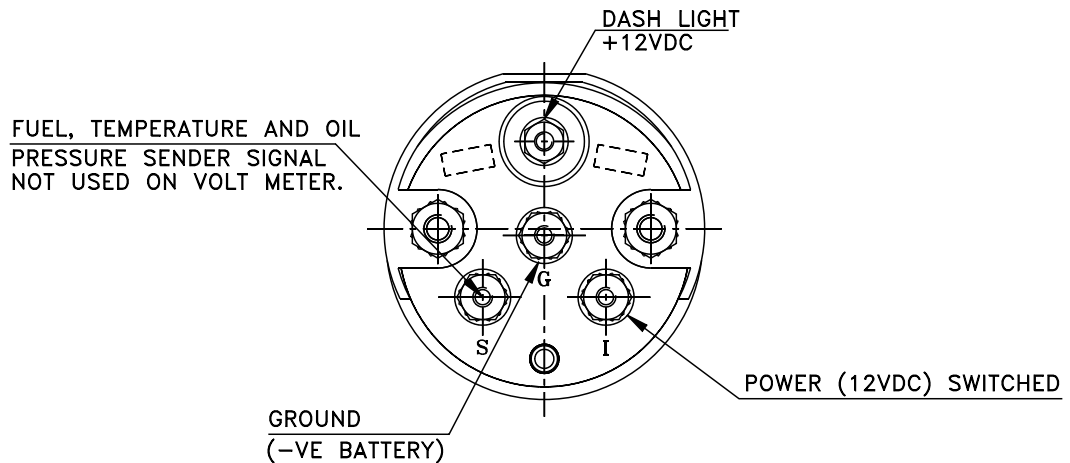 DASH LIGHT
+12VDC
FUEL, TEMPERATURE AND OIL
PRESSURE SENDER SIGNAL
NOT USED ON VOLT METER.
G
S
I
POWER (12VDC) SWITCHED
GROUND
(-VE BATTERY)